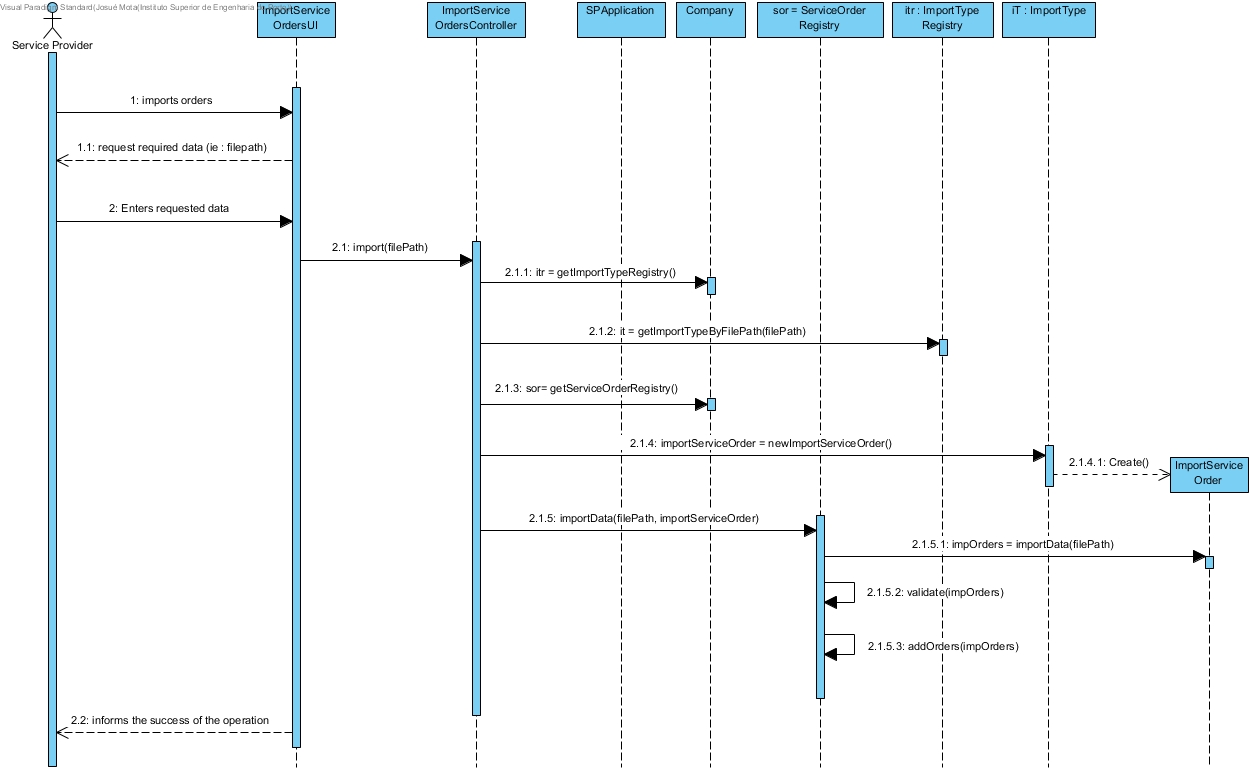 Visual Paradigm Standard(Josué Mota(Instituto Superior de Engenharia
Service Provider
ImportService
OrdersUI
ImportService
OrdersController
SPApplication
Company
sor = ServiceOrder
Registry
itr : ImportType
Registry
iT : ImportType
1: imports orders
1.1: request required data (ie : filepath)
2: Enters requested data
2.1: import(filePath)
2.1.1: itr = getImportTypeRegistry()
2.1.2: it = getImportTypeByFilePath(filePath)
2.1.3: sor= getServiceOrderRegistry()
2.1.4: importServiceOrder = newImportServiceOrder()
2.1.4.1: Create()
ImportService
Order
2.1.5: importData(filePath, importServiceOrder)
2.1.5.1: impOrders = importData(filePath)
2.1.5.2: validate(impOrders)
2.1.5.3: addOrders(impOrders)
2.2: informs the success of the operation